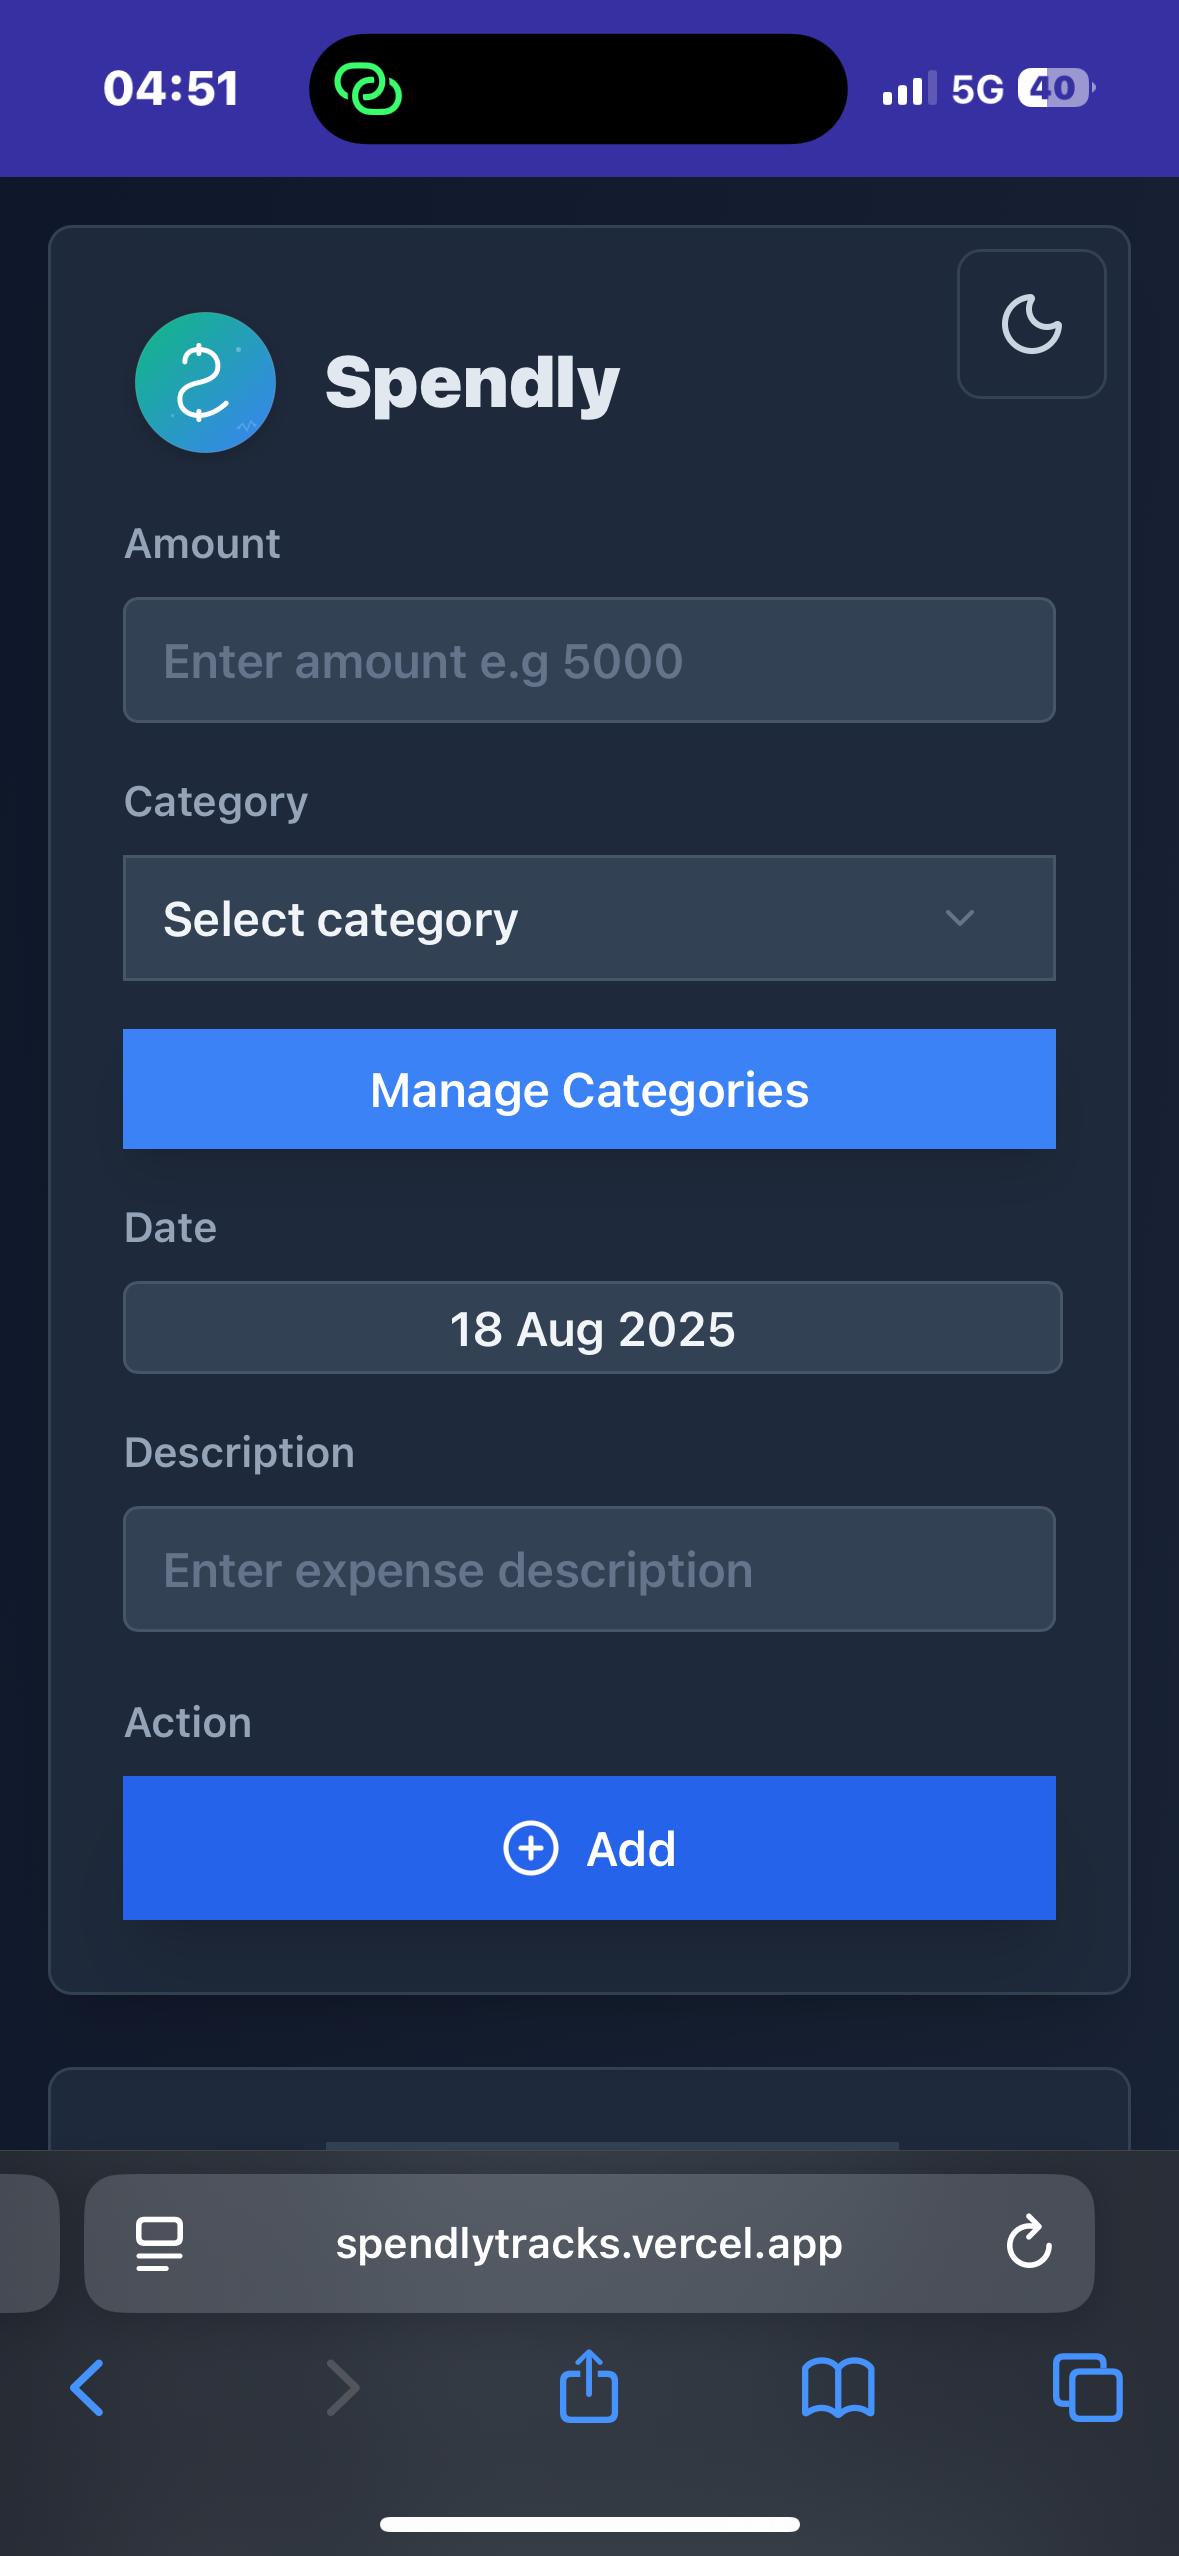 04:51
5G 40
Spendly
Amount
Enter amount e.g 5000
Category
Select category
Manage Categories
Date
18 Aug 2025
Description
Enter expense description
Action
Add
spendlytracks.vercel.app